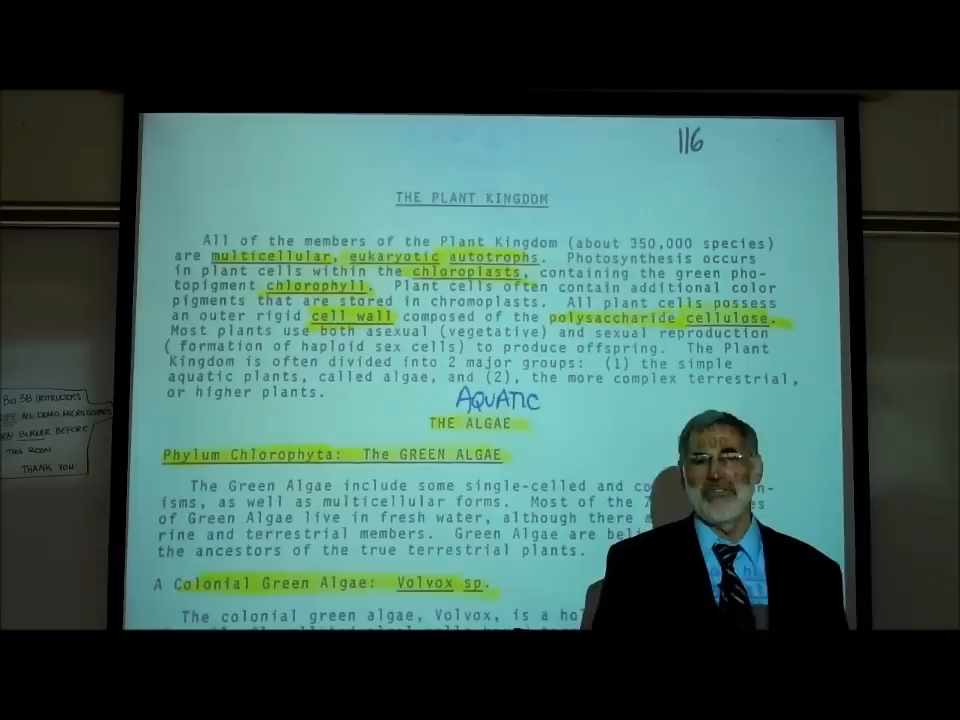 116
THE PLANT KINGDOM
All of the members of the Plant Kingdom (about 350,000 species)
are multicellular, eukaryotic autotrophs. Photosynthesis occurs
in plant cells within the chloroplasts, containing the green pho-
topigment chlorophyll. Plant cells often contain additional color
pigments that are stored in chromoplasts. All plant cells possess
an outer rigid cell wall composed of the polysaccharide cellulose.
Most plants use both asexual (vegetative) and sexual reproduction
( formation of haploid sex cells) to produce offspring. The Plant
Kingdom is often divided into 2 major groups: (1) the simple
aquatic plants, called algae, and (2), the more complex terrestrial,
or higher plants.
AQUATIC
THE ALGAE
Phylum Chlorophyta: The GREEN ALGAE
The Green Algae include some single-celled and
isms, as well as multicellular forms. Most of the 7
of Green Algae live in fresh water, although there
rine and terrestrial members. Green Algae are
the ancestors of the true terrestrial plants.
A Colonial Green Algae: Volvox sp.
The colonial green algae, Volvox, is a
BIO 3B INSTRUCTORS
ALL DEMO MICROSCOPES
BURNER BEFORE
THIS ROOM
THANK YOU